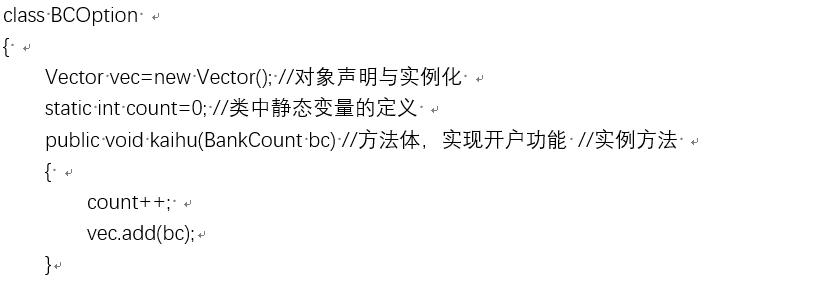 class BCOption
{
Vector vec=new Vector(); //对象声明与实例化
static int count=0; //类中静态变量的定义
public void kaihu(BankCount bc) //方法体，实现开户功能 //实例方法
{
count++;
vec.add(bc);
}